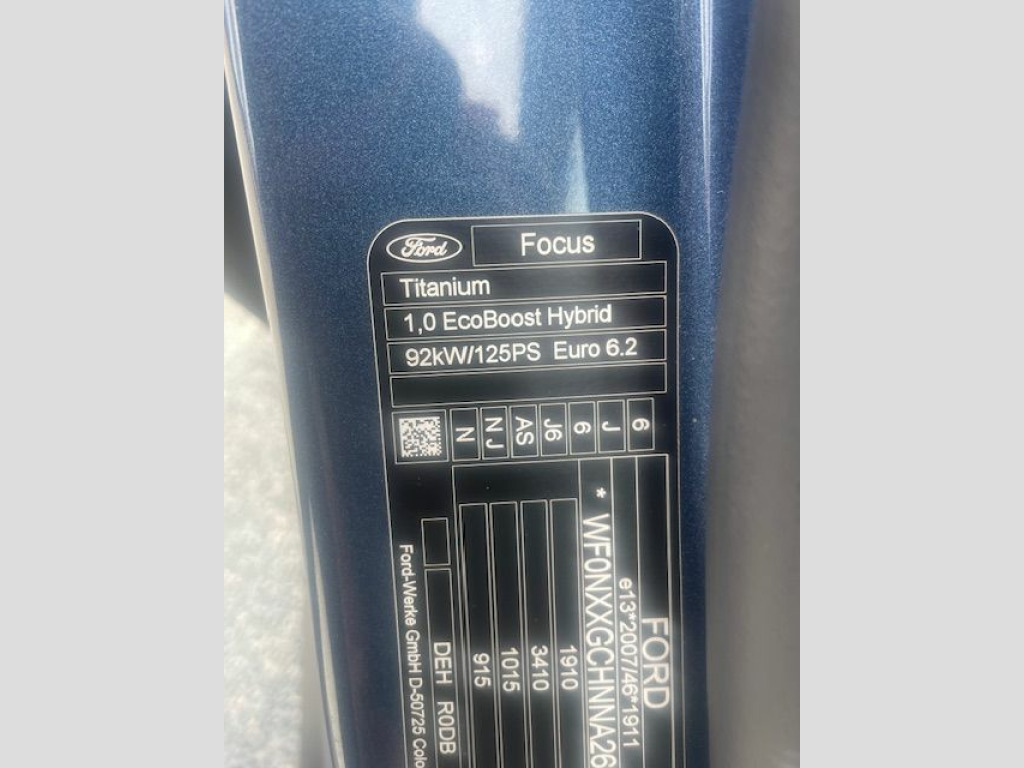 Ford
Focus
Titanium
1,0 EcoBoost Hybrid
92kW/125PS Euro 6.2
6
J
6
J6
AS
NJ
N
FORD
e13*2007/46*1911
* WF0NXXGCHNNA26
1910
3410
1015
915
DEH R0DB
Ford-Werke GmbH D-50725 Colo